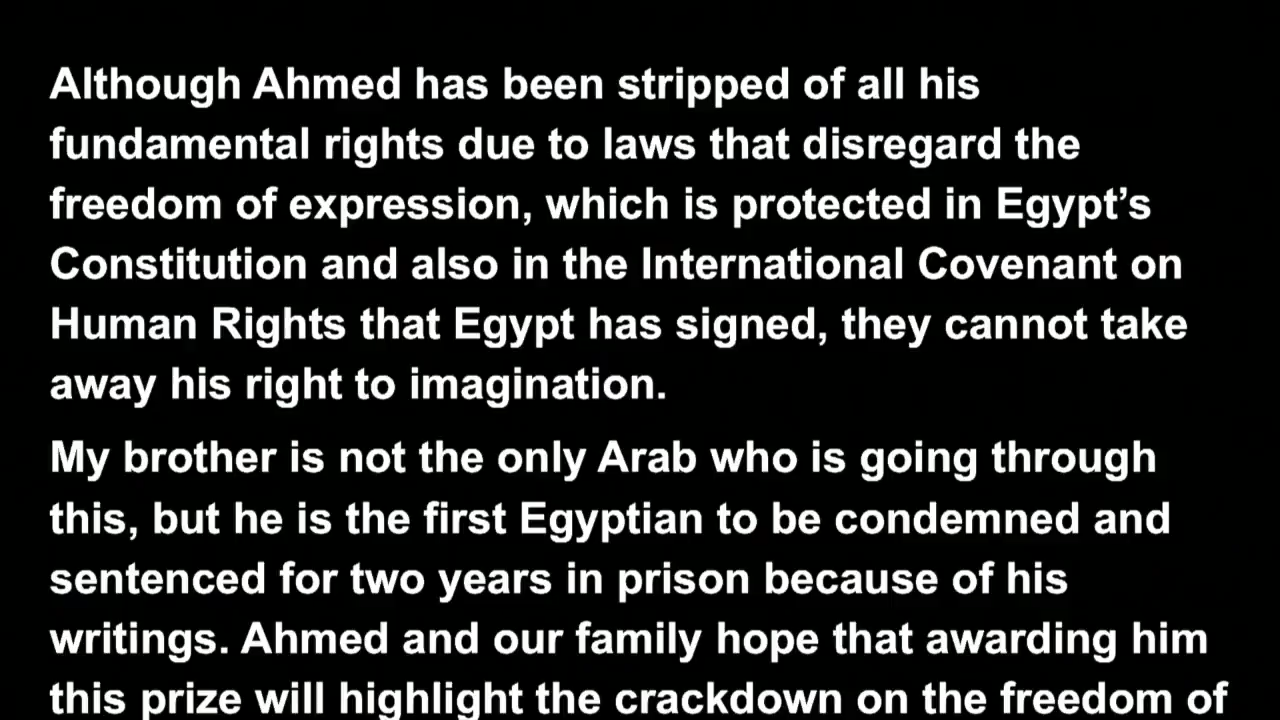 Although Ahmed has been stripped of all his
fundamental rights due to laws that disregard the
freedom of expression, which is protected in Egypt’s
Constitution and also in the International Covenant on
Human Rights that Egypt has signed, they cannot take
away his right to imagination.
My brother is not the only Arab who is going through
this, but he is the first Egyptian to be condemned and
sentenced for two years in prison because of his
writings. Ahmed and our family hope that awarding him
this prize will highlight the crackdown on the freedom of